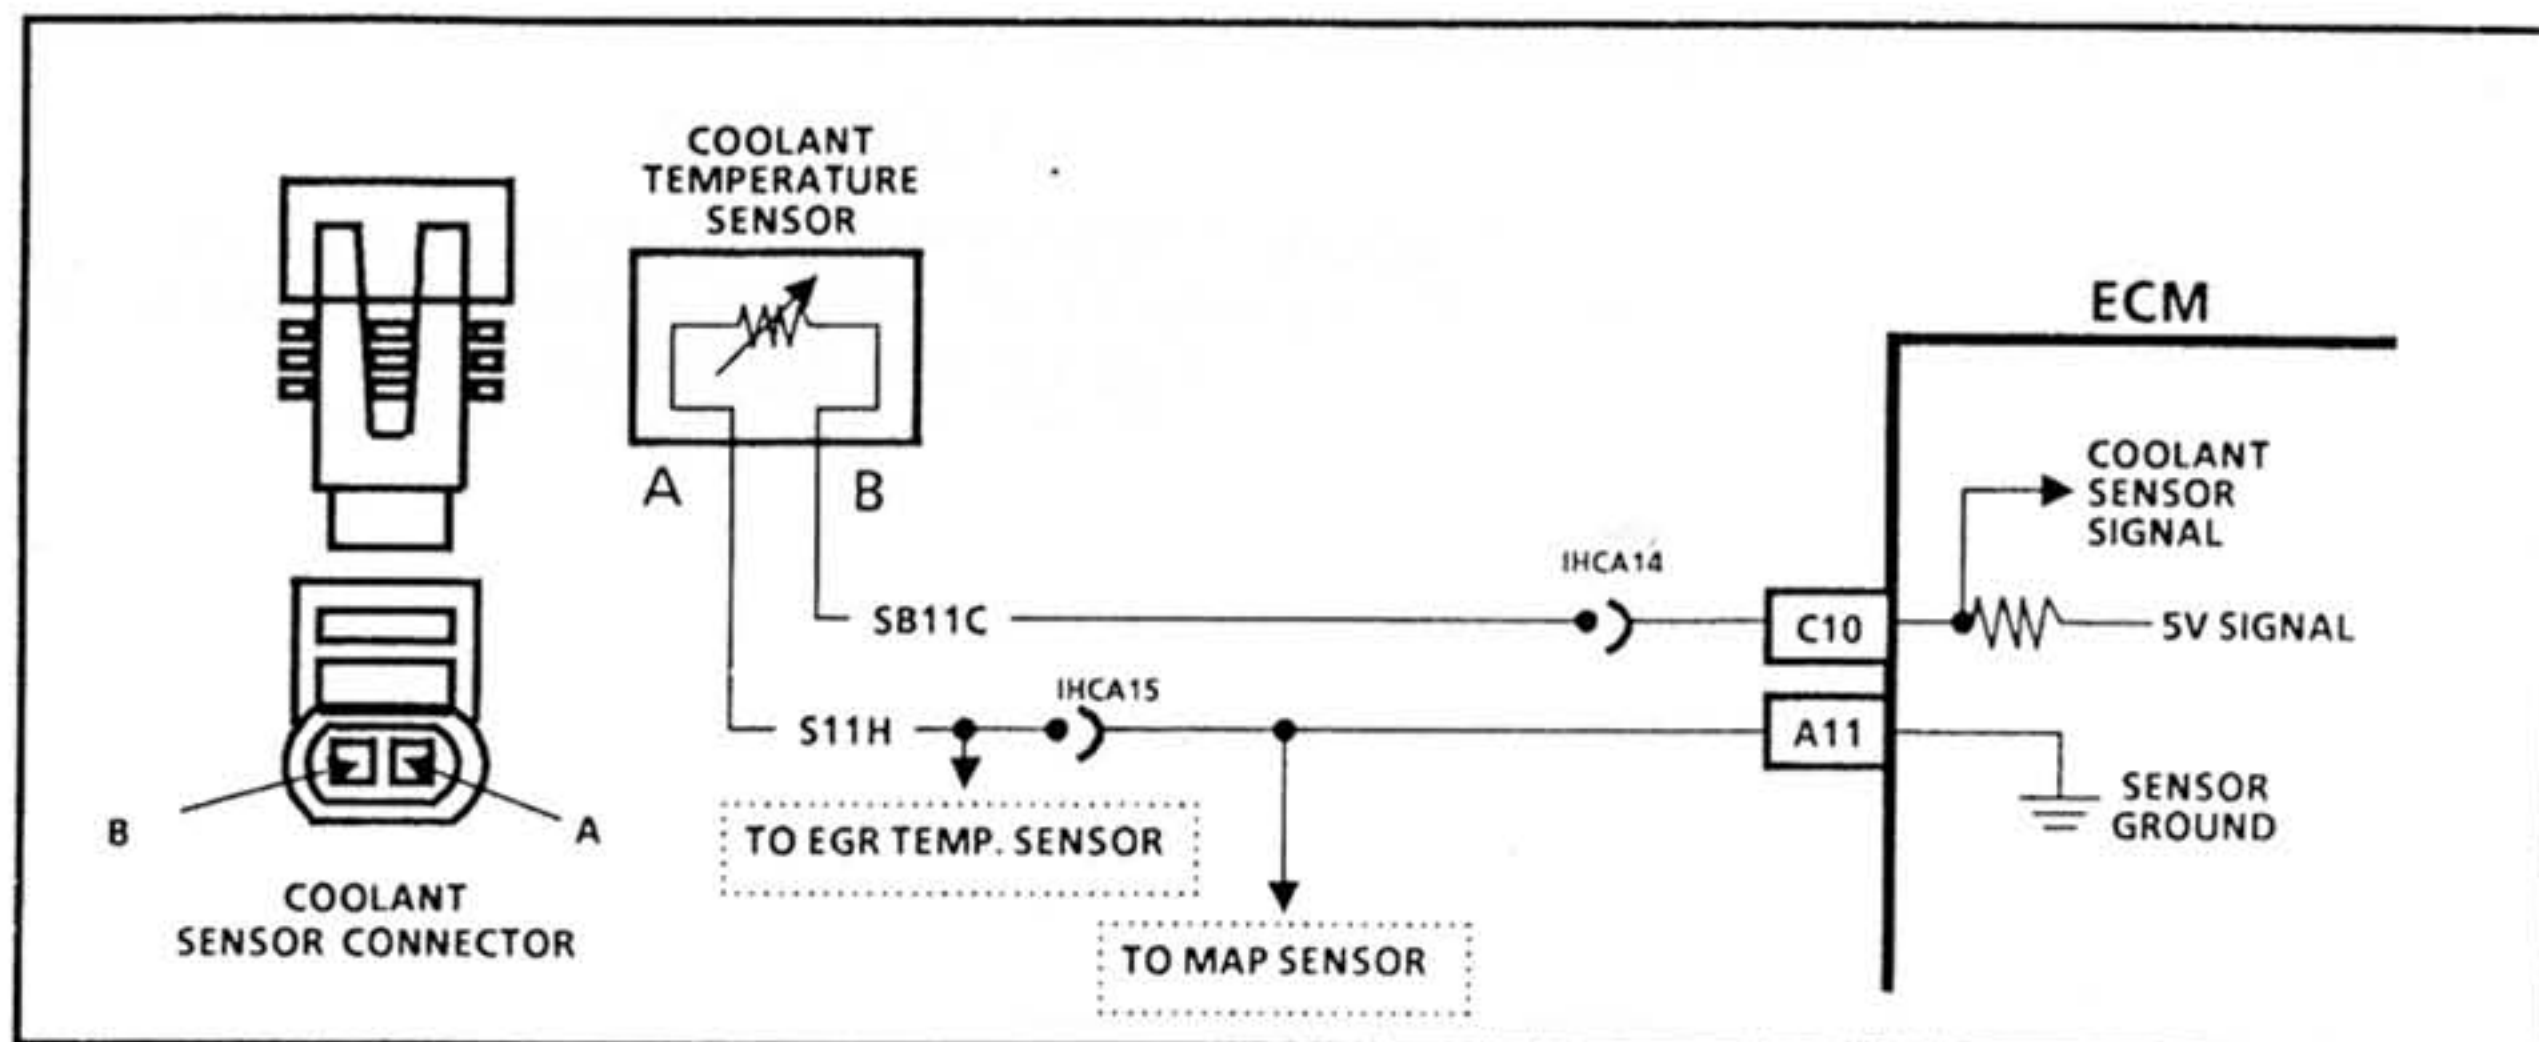 COOLANT
TEMPERATURE
SENSOR
ECM
A
B
COOLANT
SENSOR
SIGNAL
IHCA14
SB11C
C10
5V SIGNAL
IHCA15
S11H
A11
SENSOR
GROUND
B
A
TO EGR TEMP. SENSOR
COOLANT
SENSOR CONNECTOR
TO MAP SENSOR